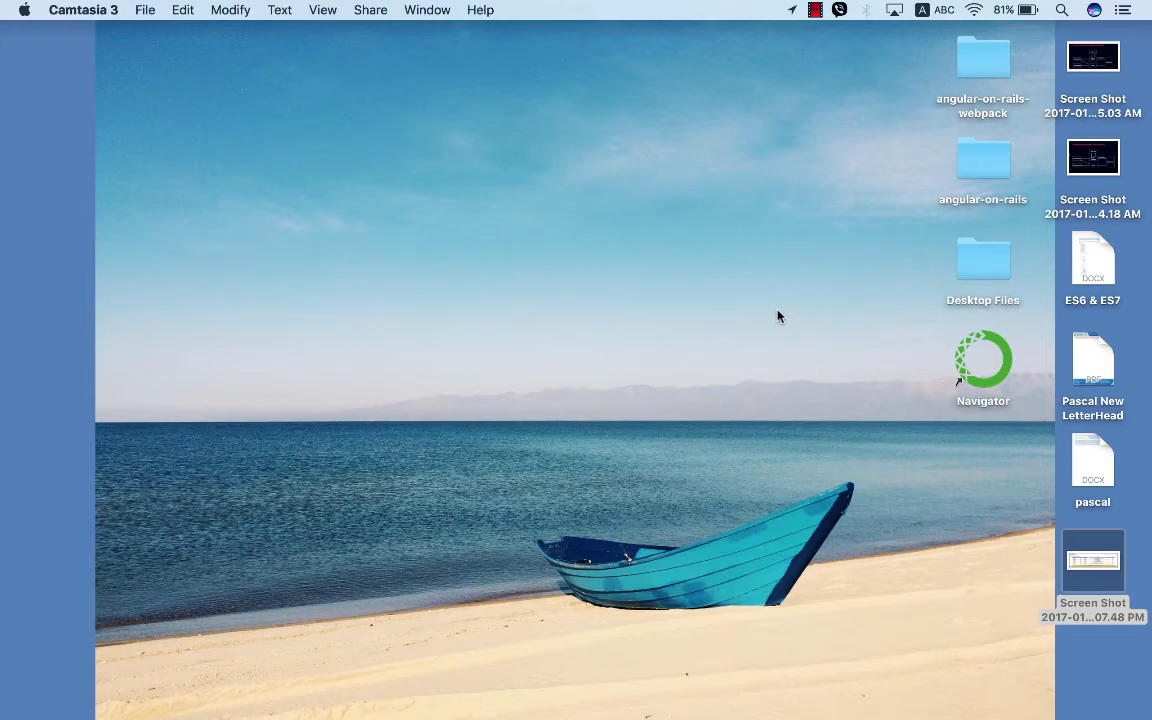 Camtasia 3 File Edit Modify Text View Share Window Help A ABC 81%
angular-on-rails-
webpack
Screen Shot
2017-01...5.03 AM
angular-on-rails
Screen Shot
2017-01...4.18 AM
Desktop Files
DOCX
ES6 & ES7
Navigator
PDF
Pascal New
LetterHead
DOCX
pascal
Screen Shot
2017-01...07.48 PM